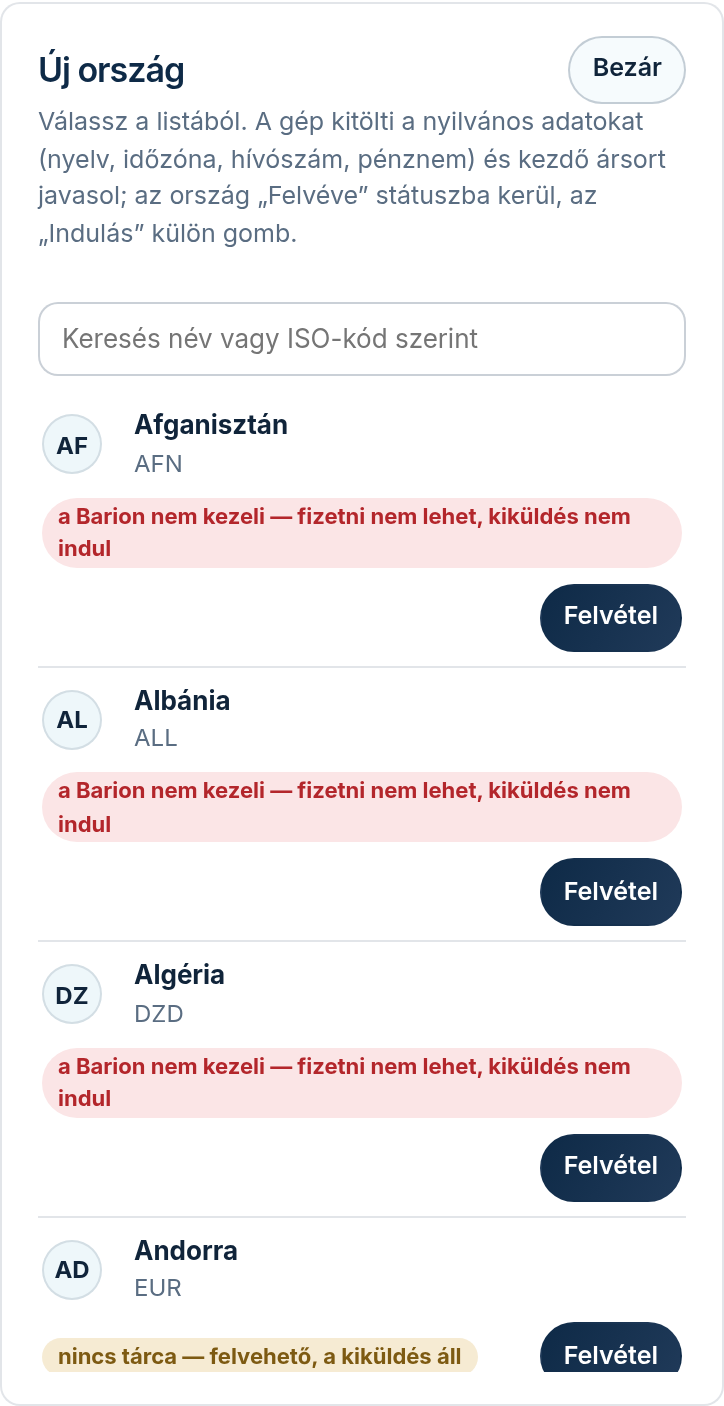 Új ország
Bezár
Válassz a listából. A gép kitölti a nyilvános adatokat
(nyelv, időzóna, hívószám, pénznem) és kezdő ársort
javasol; az ország „Felvéve” státuszba kerül, az
„Indulás” külön gomb.
Keresés név vagy ISO-kód szerint
AF
Afganisztán
AFN
a Barion nem kezeli — fizetni nem lehet, kiküldés nem
indul
Felvétel
AL
Albánia
ALL
a Barion nem kezeli — fizetni nem lehet, kiküldés nem
indul
Felvétel
DZ
Algéria
DZD
a Barion nem kezeli — fizetni nem lehet, kiküldés nem
indul
Felvétel
AD
Andorra
EUR
nincs tárca — felvehető, a kiküldés áll
Felvétel